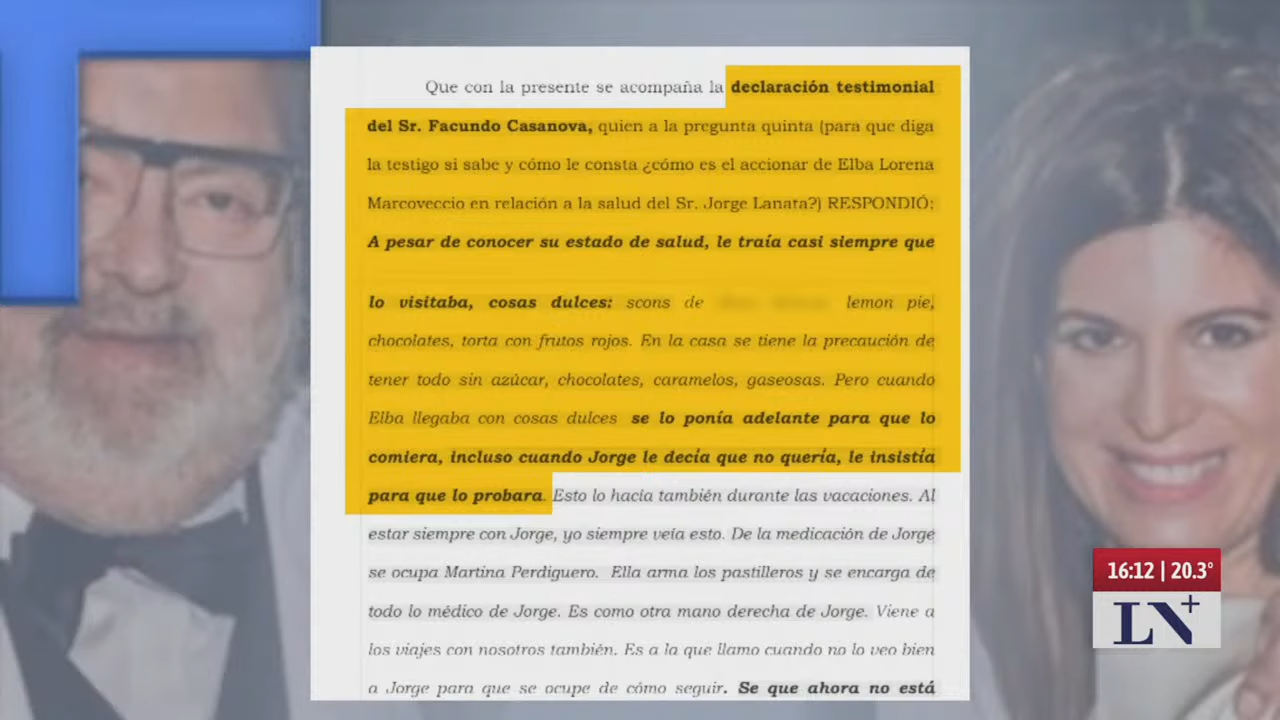 Que con la presente se acompaña la declaración testimonial
del Sr. Facundo Casanova, quien a la pregunta quinta (para que diga
la testigo si sabe y cómo le consta ¿cómo es el accionar de Elba Lorena
Marcoveccio en relación a la salud del Sr. Jorge Lanata?) RESPONDIÓ:
A pesar de conocer su estado de salud, le traía casi siempre que
lo visitaba, cosas dulces: scons de lemon pie,
chocolates, torta con frutos rojos. En la casa se tiene la precaución de
tener todo sin azúcar, chocolates, caramelos, gaseosas. Pero cuando
Elba llegaba con cosas dulces se lo ponía adelante para que lo
comiera, incluso cuando Jorge le decía que no quería, le insistía
para que lo probara. Esto lo hacía también durante las vacaciones. Al
estar siempre con Jorge, yo siempre veía esto. De la medicación de Jorge
se ocupa Martina Perdiguero. Ella arma los pastilleros y se encarga de
todo lo médico de Jorge. Es como otra mano derecha de Jorge. Viene a
los viajes con nosotros también. Es a la que llamo cuando no lo veo bien
a Jorge para que se ocupe de cómo seguir. Se que ahora no está
16:12 | 20.3°
LN+